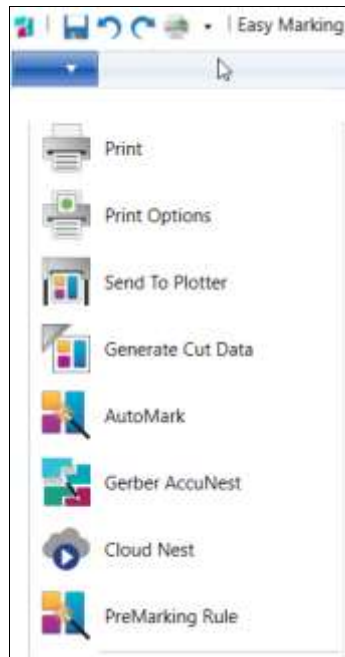 Easy Marking
Print
Print Options
Send To Plotter
Generate Cut Data
AutoMark
Gerber AccuNest
Cloud Nest
PreMarking Rule